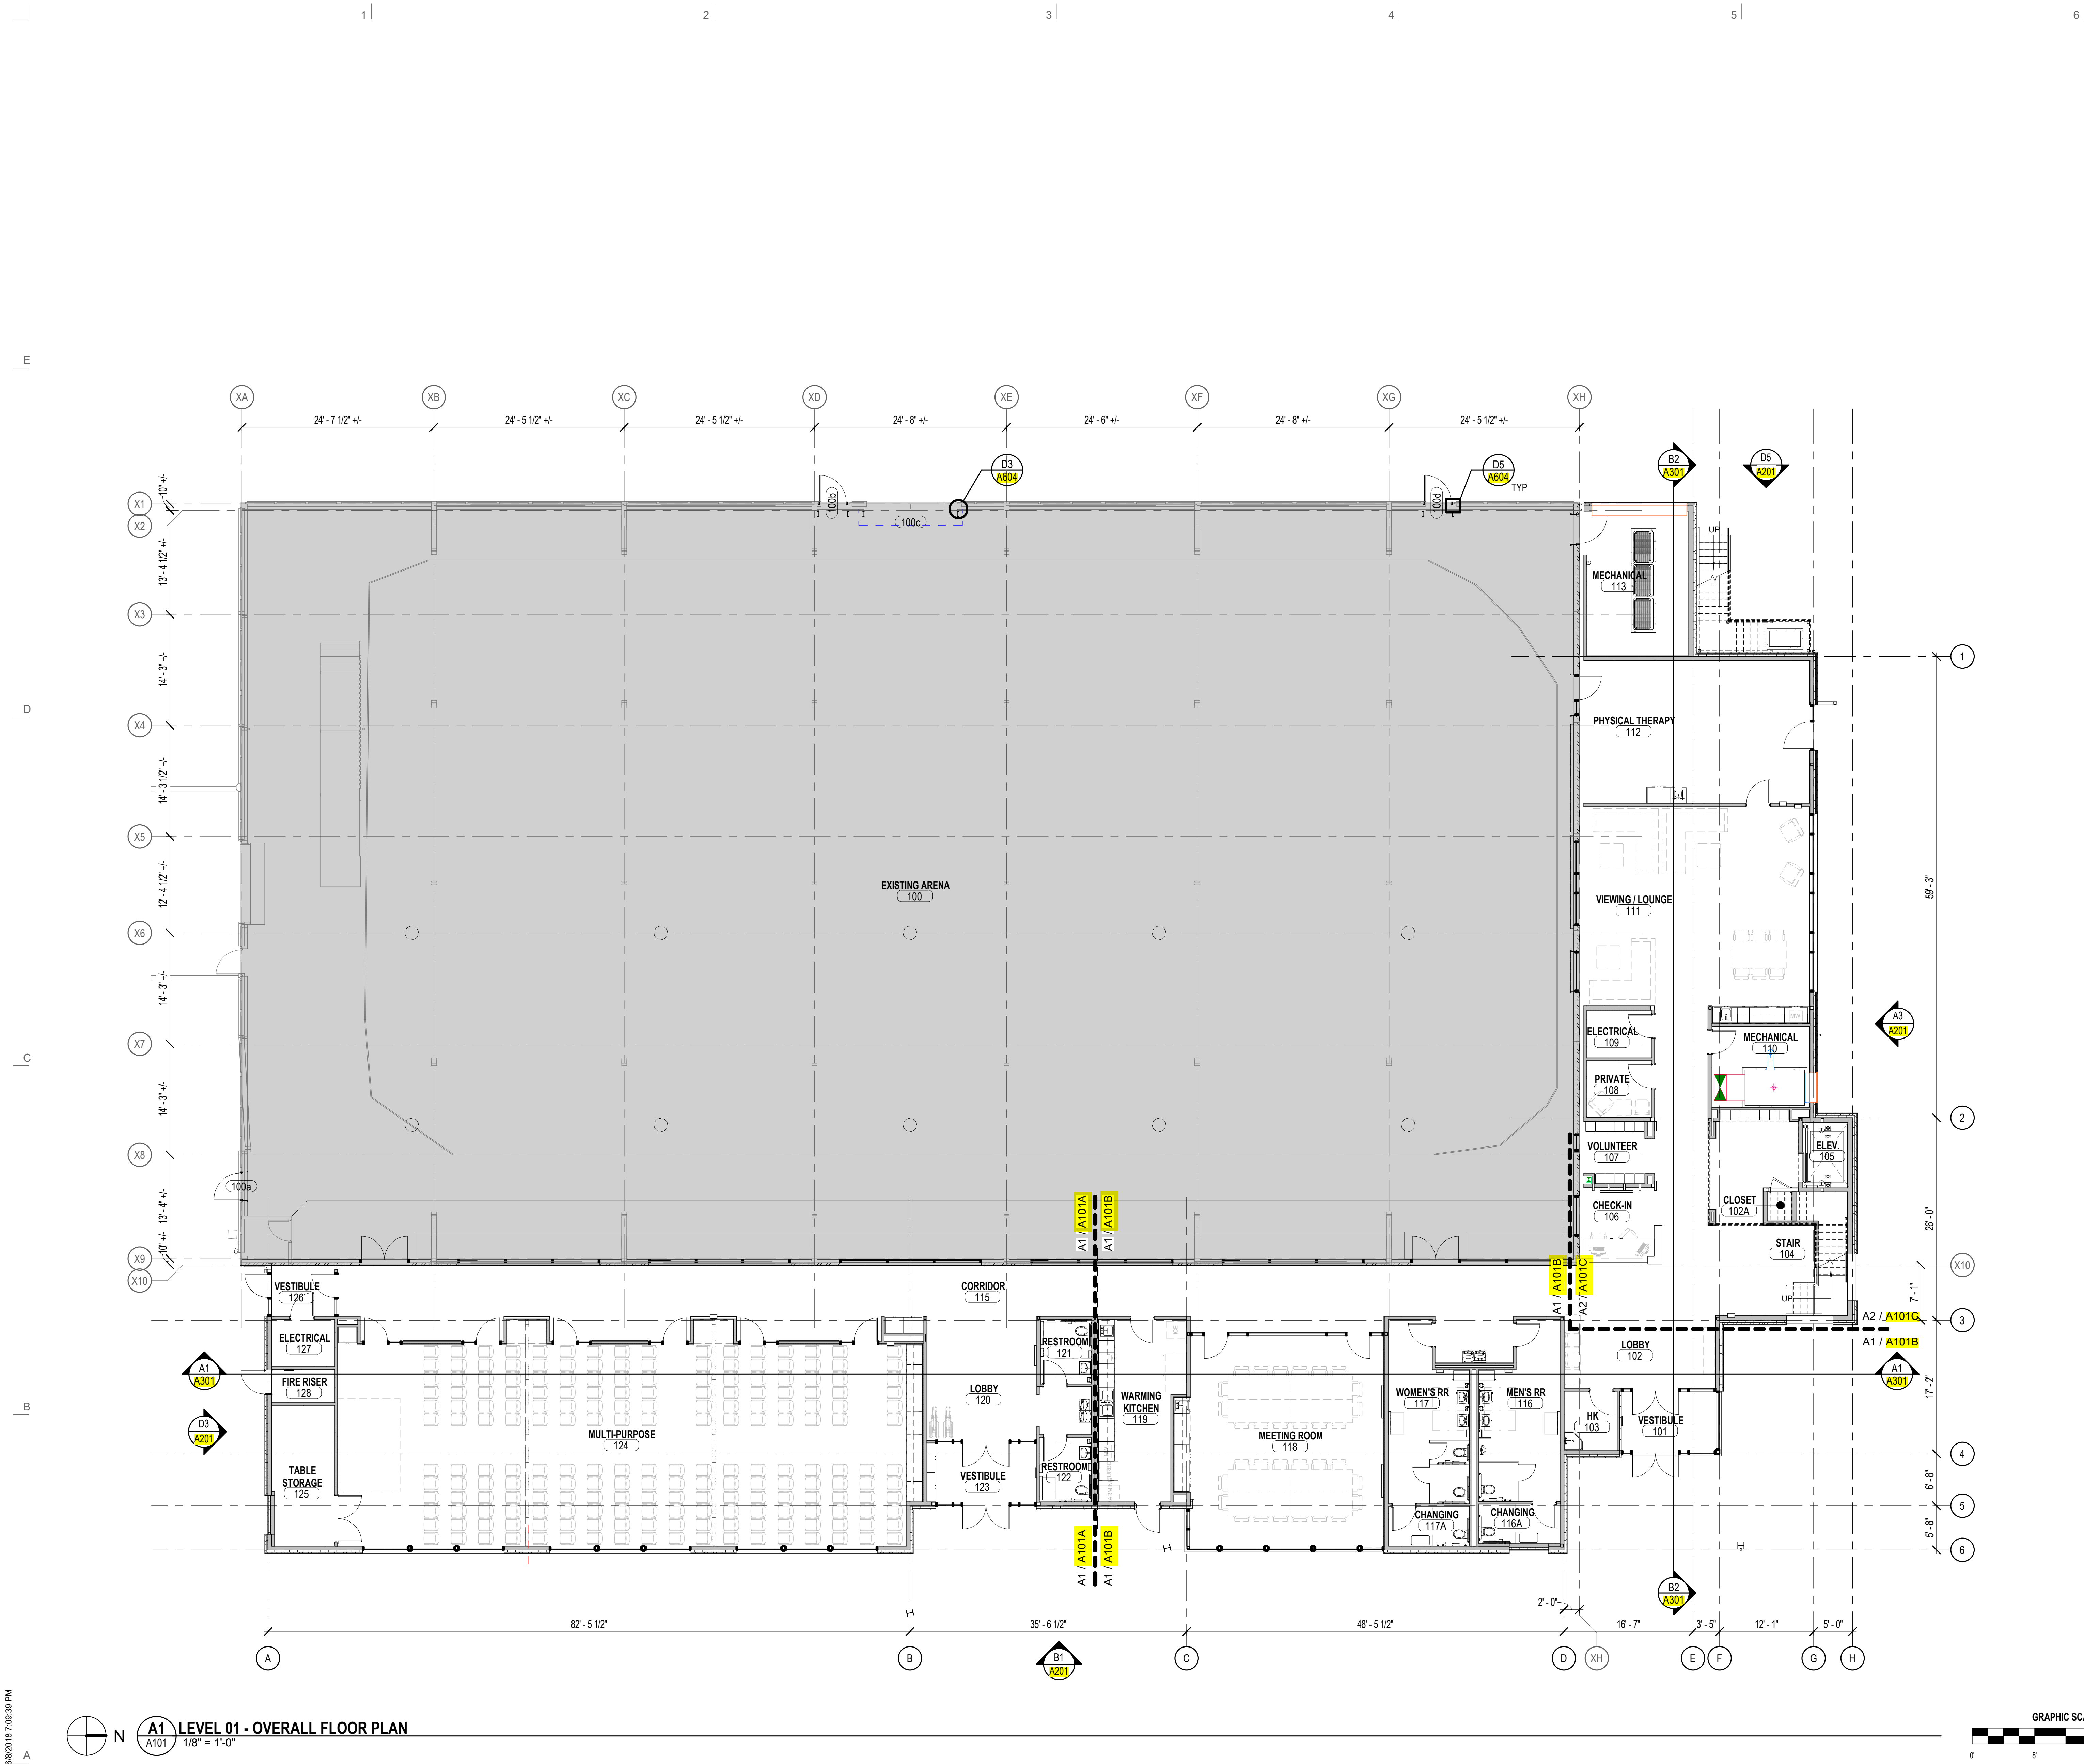 1
2
3
4
5
6
E
XA
XB
XC
XD
XE
XF
XG
XH
24' - 7 1/2" +/-
24' - 5 1/2" +/-
24' - 5 1/2" +/-
24' - 8" +/-
24' - 6" +/-
24' - 8" +/-
24' - 5 1/2" +/-
D3
A604
D5
A604
TYP
B2
A301
D5
A201
X1
X2
10" +/-
100b
100c
100d
13' - 4 1/2" +/-
UP
MECHANICAL
113
X3
14' - 3" +/-
1
D
X4
PHYSICAL THERAPY
112
14' - 3 1/2" +/-
X5
12' - 4 1/2" +/-
EXISTING ARENA
100
VIEWING / LOUNGE
111
59' - 3"
X6
14' - 3" +/-
C
X7
ELECTRICAL
109
MECHANICAL
110
A3
A201
PRIVATE
108
14' - 3" +/-
2
X8
VOLUNTEER
107
ELEV.
105
100a
13' - 4" +/-
A1 / A101A
A1 / A101B
CHECK-IN
106
CLOSET
102A
26' - 0"
STAIR
104
X9
10" +/-
X10
X10
A1 / A101B
A2 / A101C
VESTIBULE
126
CORRIDOR
115
UP
7' - 1"
A2 / A101C
3
A1 / A101B
ELECTRICAL
127
RESTROOM
121
LOBBY
102
A1
A301
FIRE RISER
128
LOBBY
120
WARMING
KITCHEN
119
WOMEN'S RR
117
MEN'S RR
116
A1
A301
17' - 2"
B
D3
A201
MULTI-PURPOSE
124
MEETING ROOM
118
HK
103
VESTIBULE
101
4
TABLE
STORAGE
125
VESTIBULE
123
RESTROOM
122
6' - 8"
5
CHANGING
117A
CHANGING
116A
5' - 8"
6
A1 / A101A
A1 / A101B
B2
A301
2' - 0"
82' - 5 1/2"
35' - 6 1/2"
48' - 5 1/2"
16' - 7"
3' - 5"
12' - 1"
5' - 0"
A
B
B1
A201
C
D
XH
E
F
G
H
6/8/2018 7:09:39 PM
N
A1
A101
LEVEL 01 - OVERALL FLOOR PLAN
1/8" = 1'-0"
GRAPHIC SC
0'
8'
A